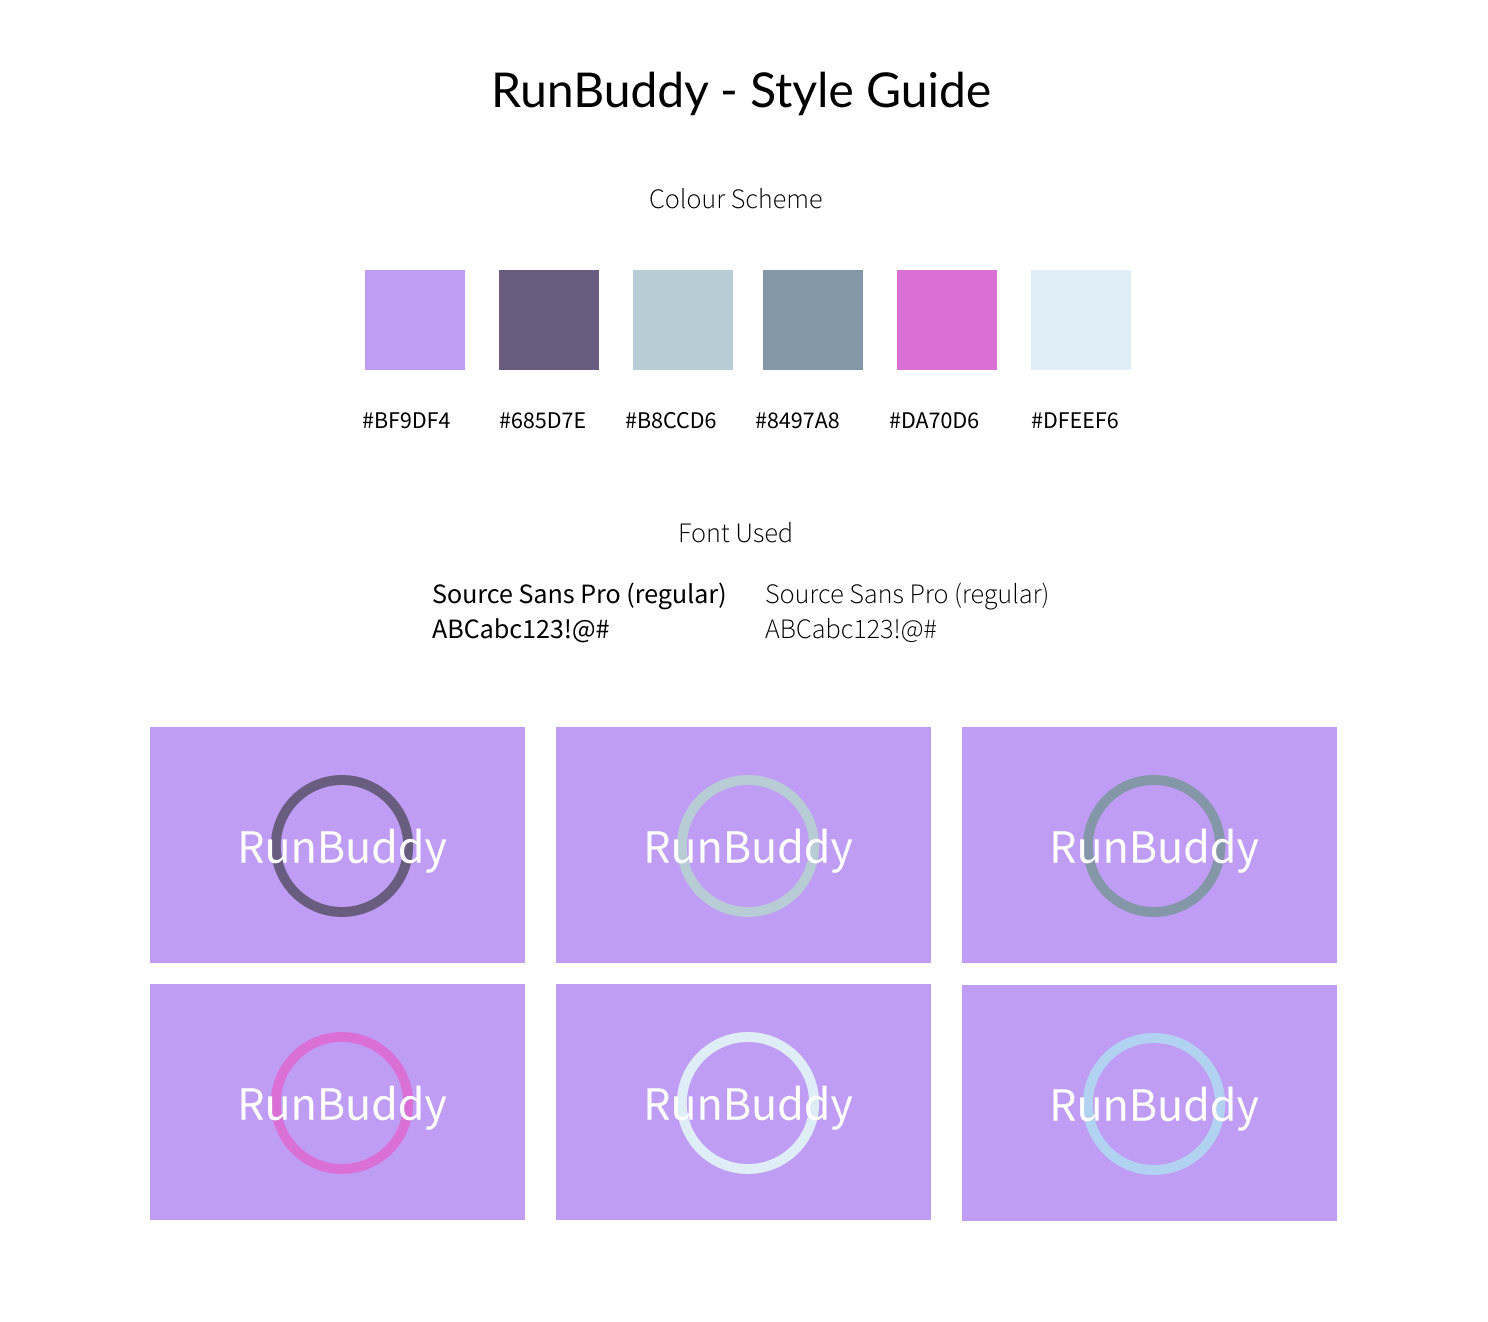 RunBuddy - Style Guide
Colour Scheme
#BF9DF4 #685D7E #B8CCD6 #8497A8 #DA70D6 #DFEEF6
Font Used
Source Sans Pro (regular) Source Sans Pro (regular)
ABCabc123!@# ABCabc123!@#
RunBuddy RunBuddy RunBuddy
RunBuddy RunBuddy RunBuddy